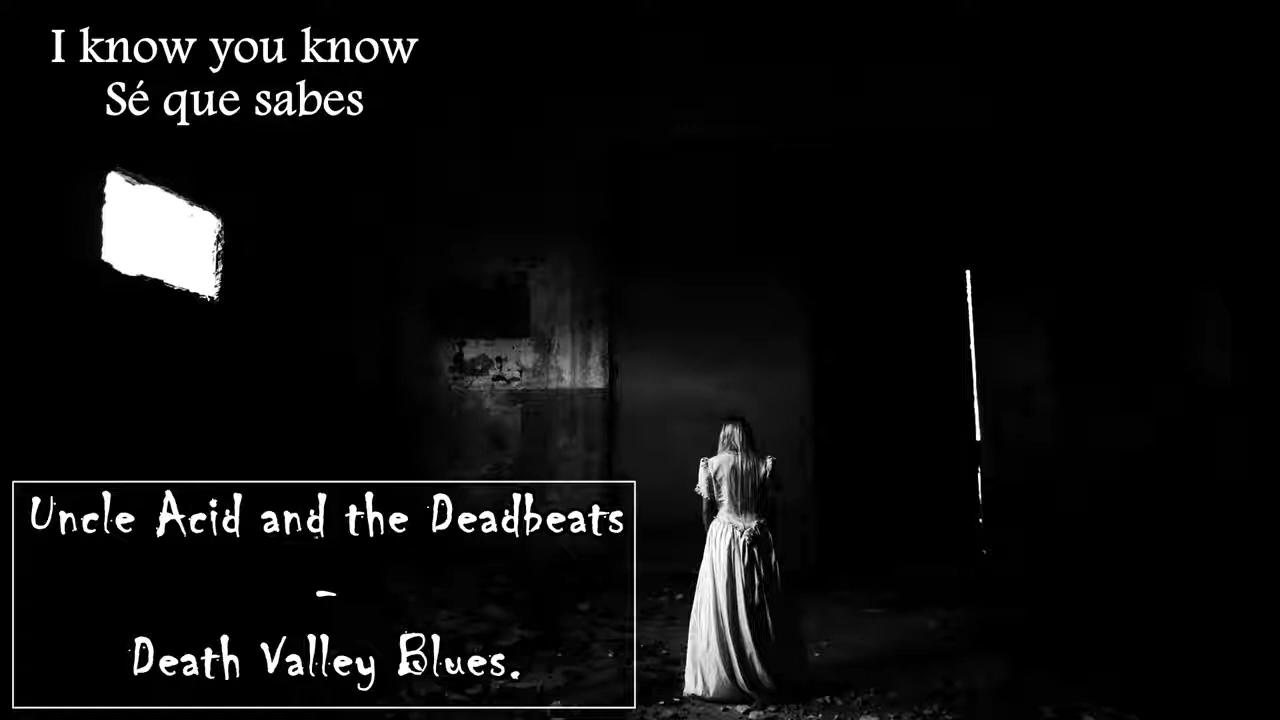 I know you know
Sé que sabes
Uncle Acid and the Deadbeats
-
Death Valley Blues.